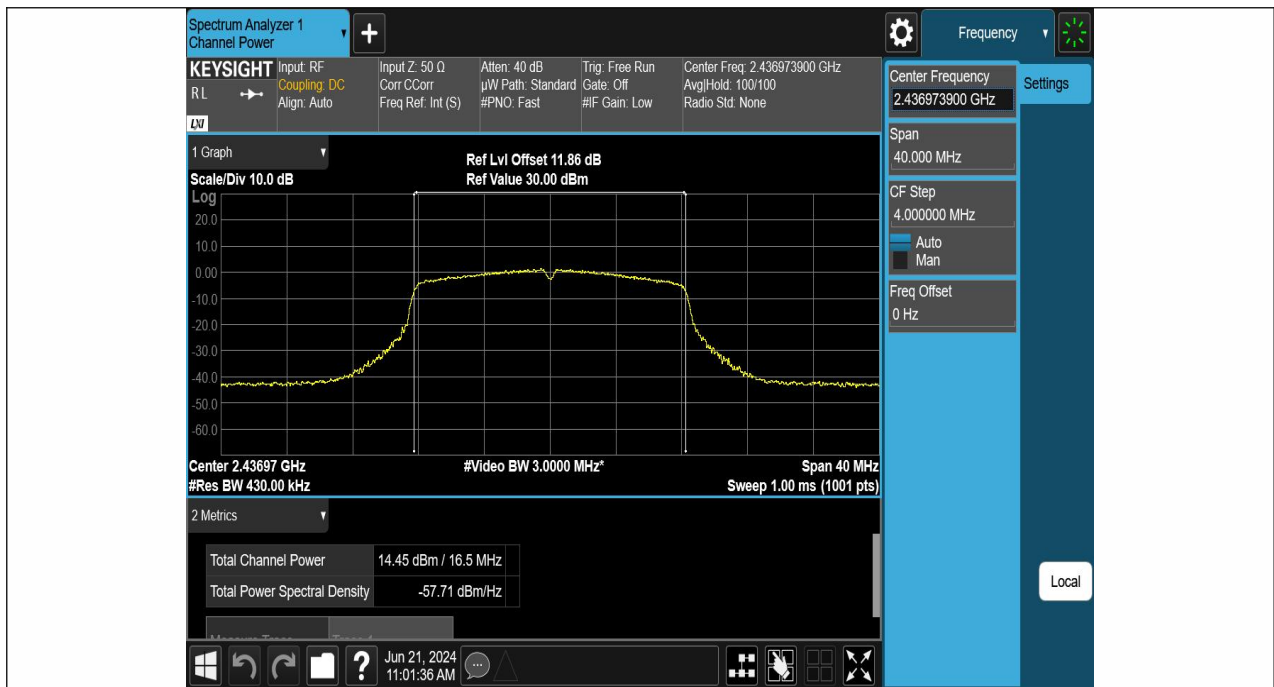 Spectrum Analyzer 1
Channel Power
+
Frequency
KEYSIGHT
R L
LXI
Input: RF
Coupling: DC
Align: Auto
Input Z: 50 Ω
Corr CCorr
Freq Ref: Int (S)
Atten: 40 dB
µW Path: Standard
#PNO: Fast
Trig: Free Run
Gate: Off
#IF Gain: Low
Center Freq: 2.436973900 GHz
Avg|Hold: 100/100
Radio Std: None
Center Frequency
2.436973900 GHz
Settings
Span
40.000 MHz
CF Step
4.000000 MHz
Auto
Man
Freq Offset
0 Hz
Local
1 Graph
Scale/Div 10.0 dB
Ref Lvl Offset 11.86 dB
Ref Value 30.00 dBm
Log
20.0
10.0
0.00
-10.0
-20.0
-30.0
-40.0
-50.0
-60.0
Center 2.43697 GHz
#Video BW 3.0000 MHz*
Span 40 MHz
#Res BW 430.00 kHz
Sweep 1.00 ms (1001 pts)
2 Metrics
Total Channel Power 14.45 dBm / 16.5 MHz
Total Power Spectral Density -57.71 dBm/Hz
?
Jun 21, 2024
11:01:36 AM